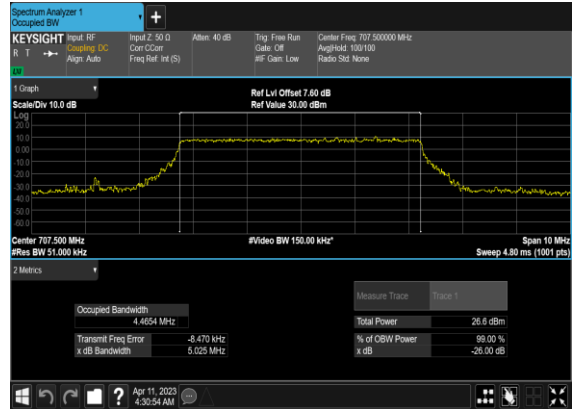 Spectrum Analyzer 1
Occupied BW
+
KEYSIGHT Input: RF Input Z: 50 Ω Atten: 40 dB Trig: Free Run Center Freq: 707.500000 MHz
R T Coupling: DC Corr CCorr Gate: Off Avg|Hold: 100/100
Align: Auto Freq Ref: Int (S) #IF Gain: Low Radio Std: None
1 Graph
Ref Lvl Offset 7.60 dB
Scale/Div 10.0 dB Ref Value 30.00 dBm
Log
20.0
10.0
0.00
-10.0
-20.0
-30.0
-40.0
-50.0
-60.0
Center 707.500 MHz #Video BW 150.00 kHz* Span 10 MHz
#Res BW 51.000 kHz Sweep 4.80 ms (1001 pts)
2 Metrics
Measure Trace Trace 1
Occupied Bandwidth
4.4654 MHz Total Power 26.6 dBm
Transmit Freq Error -8.470 kHz % of OBW Power 99.00 %
x dB Bandwidth 5.025 MHz x dB -26.00 dB
? Apr 11, 2023
4:30:54 AM